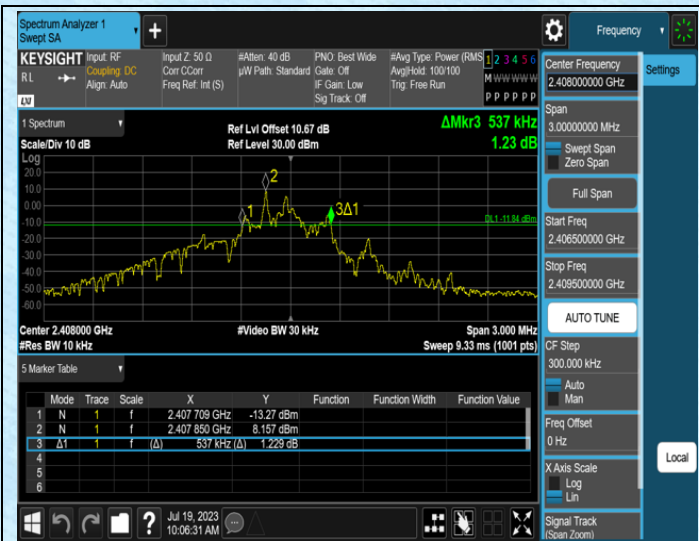 Spectrum Analyzer 1
Swept SA
+
Frequency
KEYSIGHT
RL
LXI
Input: RF
Coupling: DC
Align: Auto
Input Z: 50 Ω
Corr CCorr
Freq Ref: Int (S)
#Atten: 40 dB
µW Path: Standard
PNO: Best Wide
Gate: Off
IF Gain: Low
Sig Track: Off
#Avg Type: Power (RMS
Avg|Hold: 100/100
Trig: Free Run
1 2 3 4 5 6
M W W W W W
P P P P P P
1 Spectrum
Scale/Div 10 dB
Ref Lvl Offset 10.67 dB
Ref Level 30.00 dBm
ΔMkr3 537 kHz
1.23 dB
Log
20.0
10.0
0.00
-10.0
-20.0
-30.0
-40.0
-50.0
-60.0
1
2
3Δ1
DL1 -11.84 dBm
Center 2.408000 GHz
#Res BW 10 kHz
#Video BW 30 kHz
Span 3.000 MHz
Sweep 9.33 ms (1001 pts)
5 Marker Table
Mode Trace Scale X Y Function Function Width Function Value
1 N 1 f 2.407 709 GHz -13.27 dBm
2 N 1 f 2.407 850 GHz 8.157 dBm
3 Δ1 1 f (Δ) 537 kHz (Δ) 1.229 dB
4
5
6
?
Jul 19, 2023
10:06:31 AM
Center Frequency
2.408000000 GHz
Settings
Span
3.00000000 MHz
Swept Span
Zero Span
Full Span
Start Freq
2.406500000 GHz
Stop Freq
2.409500000 GHz
AUTO TUNE
CF Step
300.000 kHz
Auto
Man
Freq Offset
0 Hz
Local
X Axis Scale
Log
Lin
Signal Track
(Span Zoom)